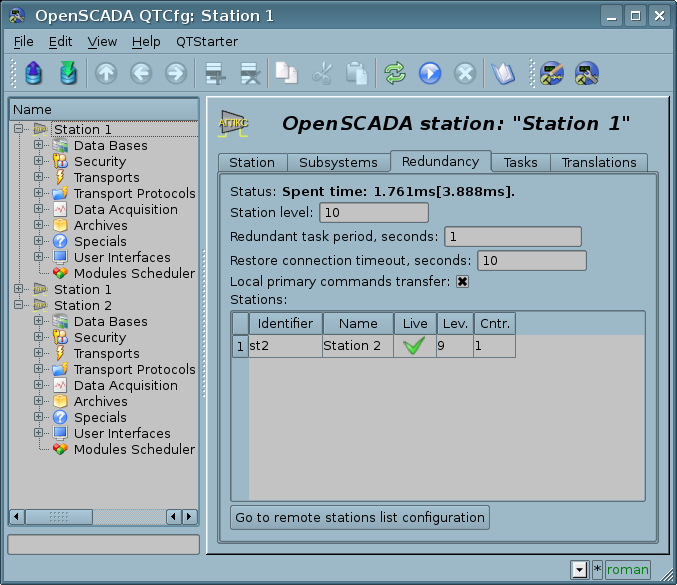 OpenSCADA QTCfg: Station 1
File Edit View Help QTStarter
Name
Station 1
Data Bases
Security
Transports
Transport Protocols
Data Acquisition
Archives
Specials
User Interfaces
Modules Scheduler
Station 1
Station 2
Data Bases
Security
Transports
Transport Protocols
Data Acquisition
Archives
Specials
User Interfaces
Modules Scheduler
АПІКС
OpenSCADA station: "Station 1"
Station Subsystems Redundancy Tasks Translations
Status: Spent time: 1.761ms[3.888ms].
Station level: 10
Redundant task period, seconds: 1
Restore connection timeout, seconds: 10
Local primary commands transfer:
Stations:
Identifier Name Live Lev. Cntr.
1 st2 Station 2 9 1
Go to remote stations list configuration
* roman